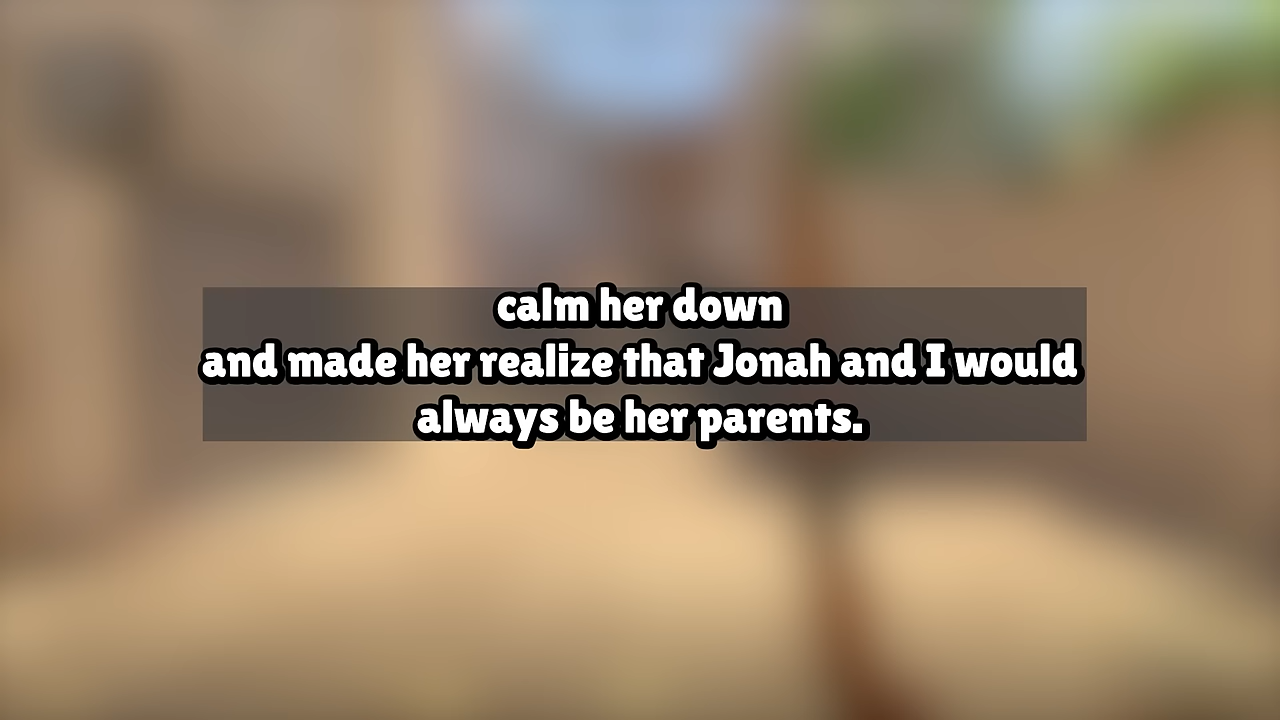 calm her down
and made her realize that Jonah and I would
always be her parents.